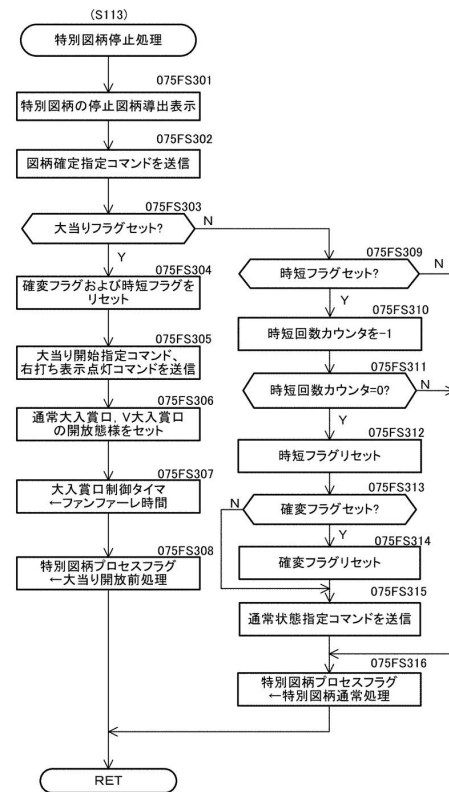 (S113)
特別図柄停止処理
075FS301
特別図柄の停止図柄導出表示
075FS302
図柄確定指定コマンドを送信
075FS303
大当りフラグセット?
N
Y
075FS304
確変フラグおよび時短フラグを
リセット
075FS305
大当り開始指定コマンド、
右打ち表示点灯コマンドを送信
075FS306
通常大入賞口,V大入賞口
の開放態様をセット
075FS307
大入賞口制御タイマ
←ファンファーレ時間
075FS308
特別図柄プロセスフラグ
←大当り開放前処理
075FS309
時短フラグセット?
N
Y
075FS310
時短回数カウンタを-1
075FS311
時短回数カウンタ=0?
N
Y
075FS312
時短フラグリセット
075FS313
N
確変フラグセット?
Y
075FS314
確変フラグリセット
075FS315
通常状態指定コマンドを送信
075FS316
特別図柄プロセスフラグ
←特別図柄通常処理
RET